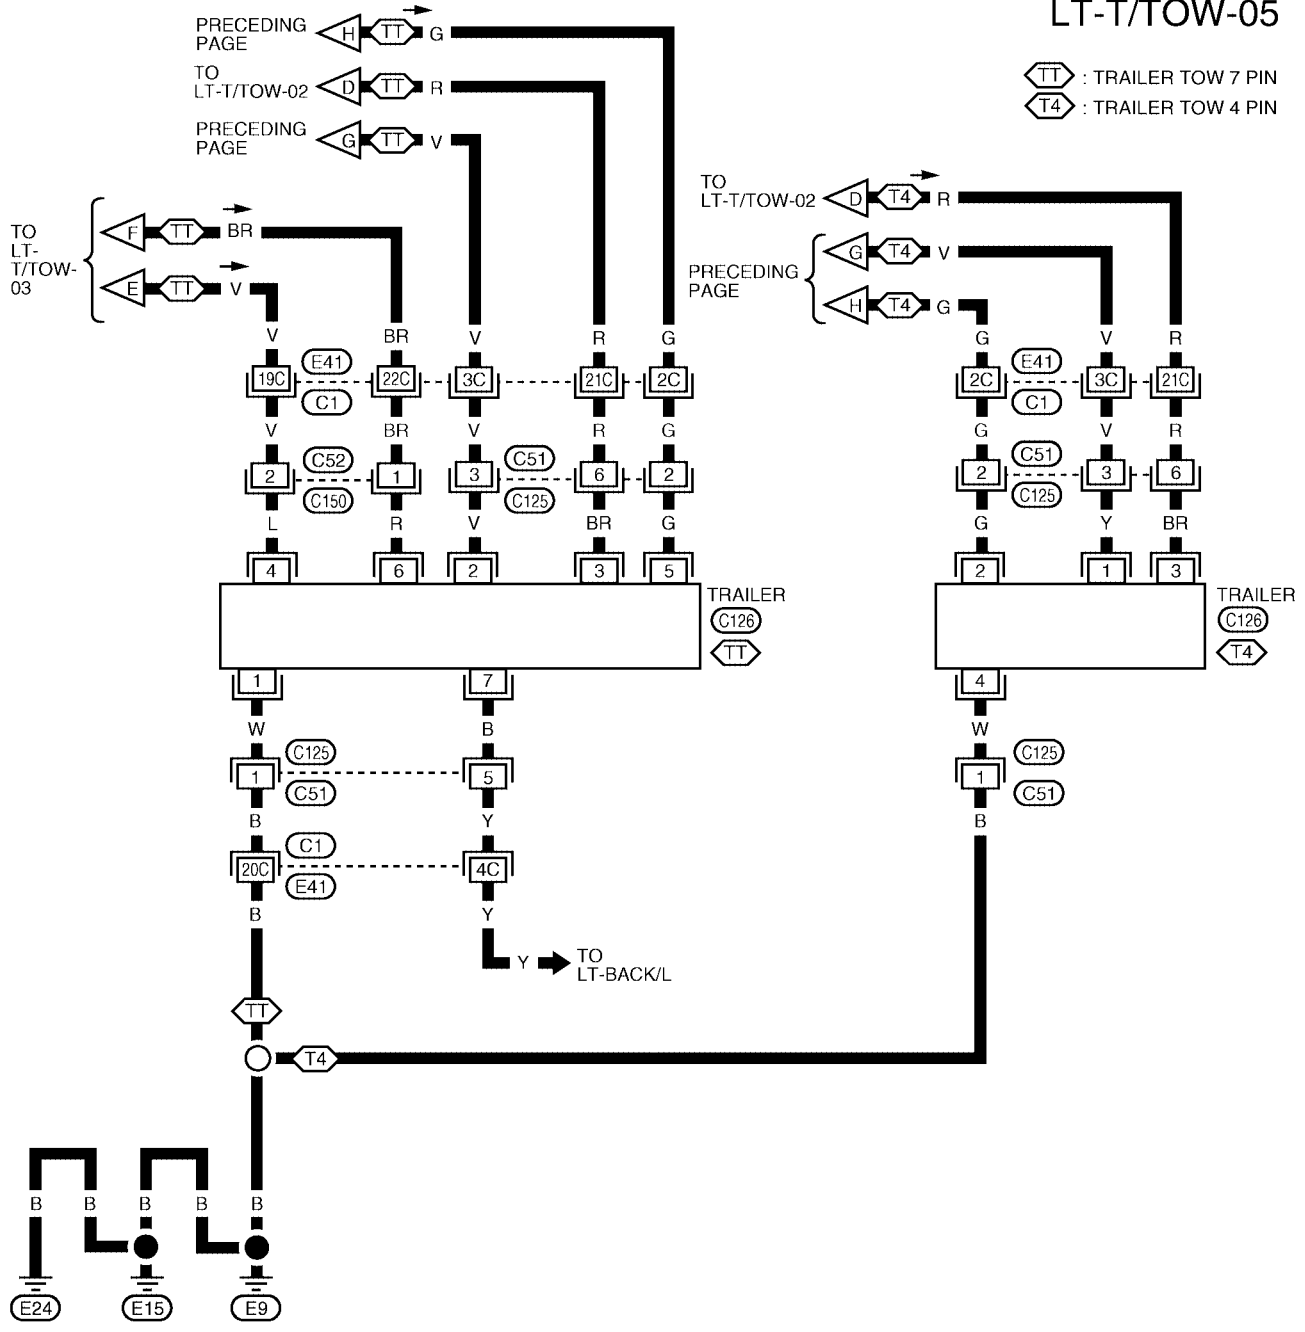 LT-T/TOW-05
TT : TRAILER TOW 7 PIN
T4 : TRAILER TOW 4 PIN
PRECEDING
PAGE
H TT G
TO
LT-T/TOW-02
D TT R
PRECEDING
PAGE
G TT V
TO
LT-
T/TOW-
03
F TT BR
E TT V
TO
LT-T/TOW-02
D T4 R
PRECEDING
PAGE
G T4 V
H T4 G
V BR V R G
E41
19C 22C 3C 21C 2C
C1
V BR V R G
C52 C51
2 1 3 6 2
C150 C125
L R V BR G
4 6 2 3 5
TRAILER
C126
TT
1 7
W B
C125
1 5
C51
B Y
C1
20C 4C
E41
B Y
Y TO
LT-BACK/L
TT
T4
G V R
E41
2C 3C 21C
C1
G V R
C51
2 3 6
C125
G Y BR
2 1 3
TRAILER
C126
T4
4
W
C125
1
C51
B
B B B B B
E24 E15 E9